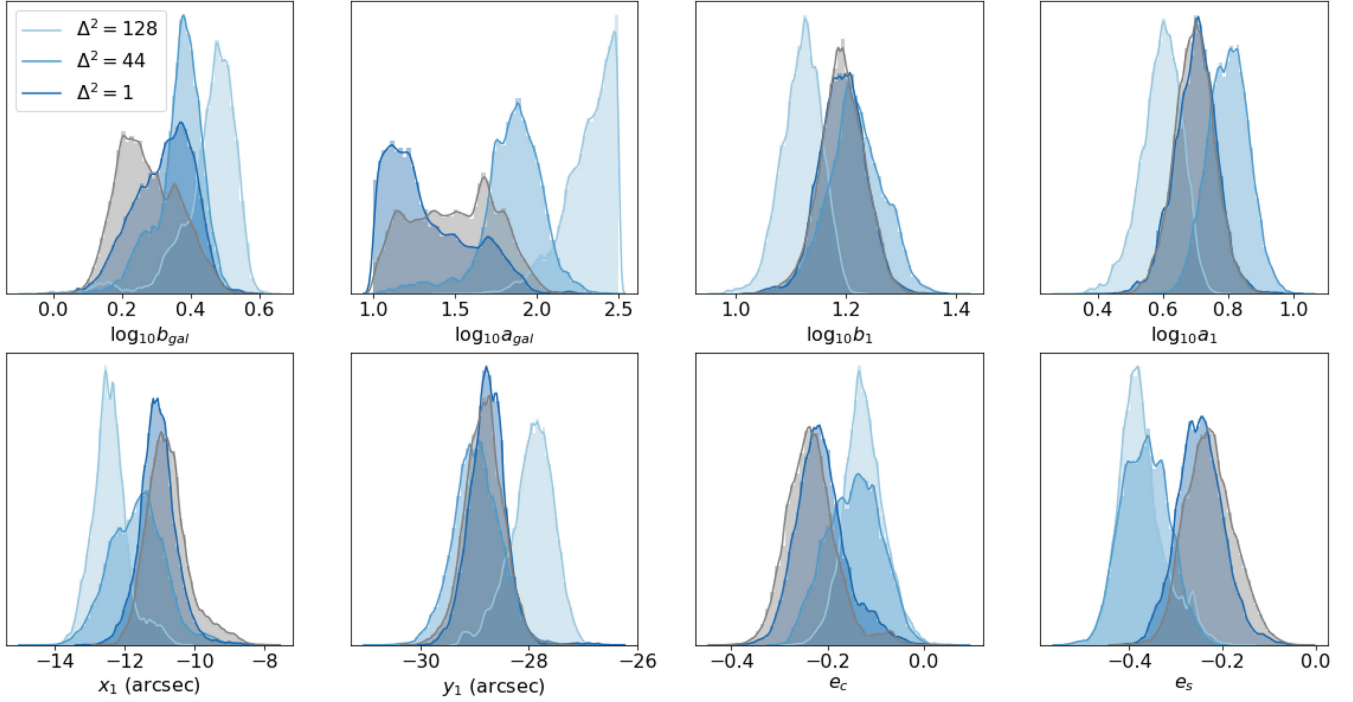 Δ² = 128
Δ² = 44
Δ² = 1
0.0 0.2 0.4 0.6
log₁₀b_gal
1.0 1.5 2.0 2.5
log₁₀a_gal
1.0 1.2 1.4
log₁₀b₁
0.4 0.6 0.8 1.0
log₁₀a₁
−14 −12 −10 −8
x₁ (arcsec)
−30 −28 −26
y₁ (arcsec)
−0.4 −0.2 0.0
e_c
−0.4 −0.2 0.0
e_s